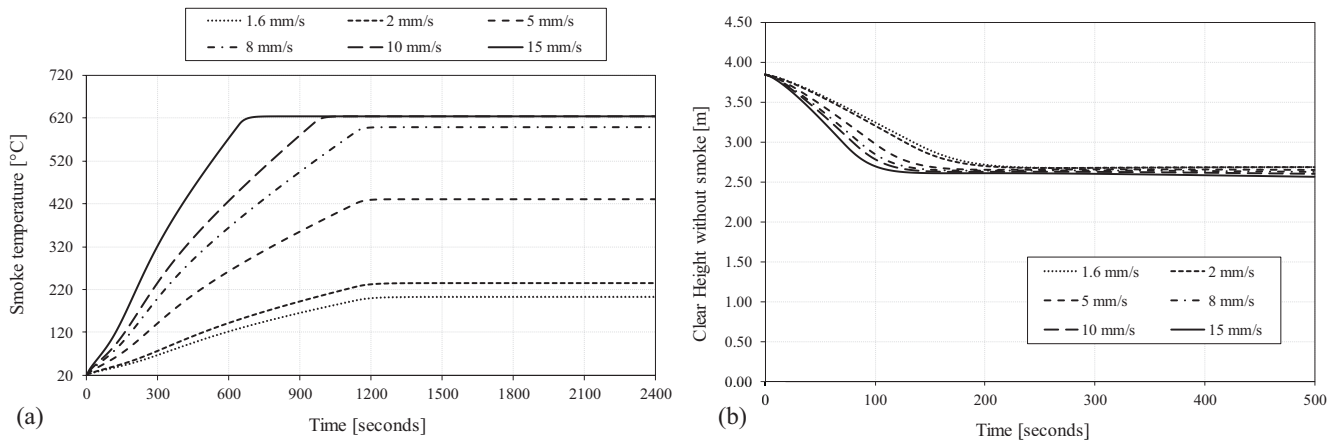 1.6 mm/s 2 mm/s 5 mm/s
8 mm/s 10 mm/s 15 mm/s
Smoke temperature [°C]
720
620
520
420
320
220
120
20
0 300 600 900 1200 1500 1800 2100 2400
Time [seconds]
(a)
Clear Height without smoke [m]
4.50
4.00
3.50
3.00
2.50
2.00
1.50
1.00
0.50
0.00
1.6 mm/s 2 mm/s
5 mm/s 8 mm/s
10 mm/s 15 mm/s
0 100 200 300 400 500
Time [seconds]
(b)